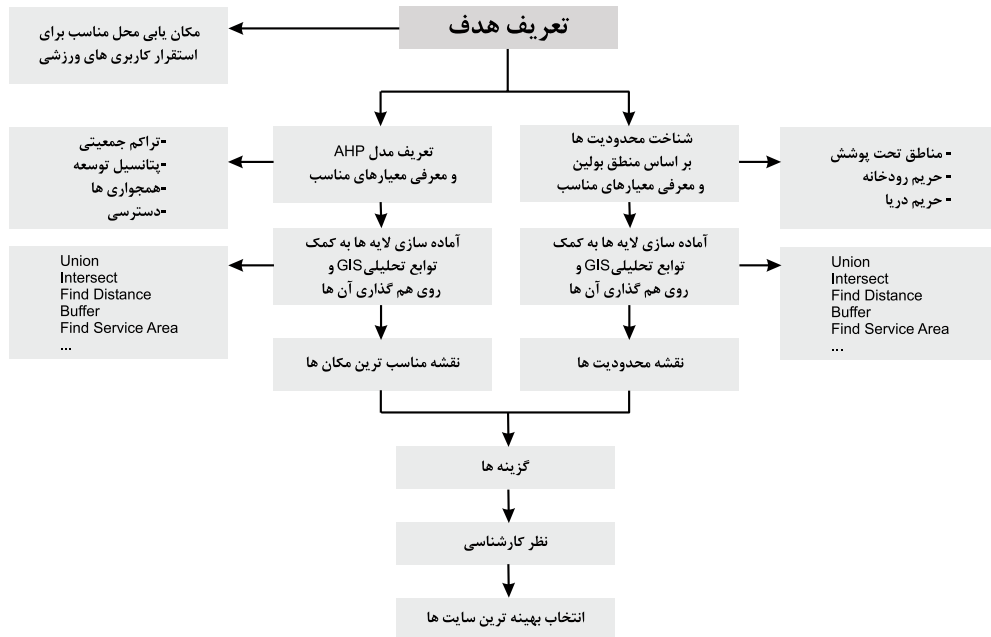 تعریف هدف
مکان یابی محل مناسب برای
استقرار کاربری های ورزشی
شناخت محدودیت ها
بر اساس منطق بولین
و معرفی معیارهای مناسب
-مناطق تحت پوشش
-حریم رودخانه
-حریم دریا
تعریف مدل AHP
و معرفی معیارهای مناسب
-تراکم جمعیتی
-پتانسیل توسعه
-همجواری ها
-دسترسی
آماده سازی لایه ها به کمک
توابع تحلیلی GIS و
روی هم گذاری آن ها
Union
Intersect
Find Distance
Buffer
Find Service Area
...
آماده سازی لایه ها به کمک
توابع تحلیلی GIS و
روی هم گذاری آن ها
Union
Intersect
Find Distance
Buffer
Find Service Area
...
نقشه محدودیت ها
نقشه مناسب ترین مکان ها
گزینه ها
نظر کارشناسی
انتخاب بهینه ترین سایت ها